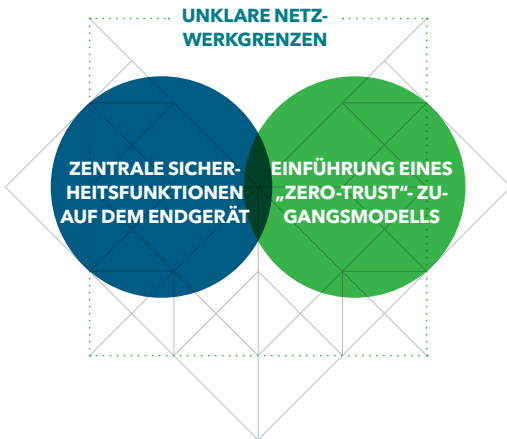 UNKLARE NETZ-
WERKGRENZEN
ZENTRALE SICHER-
HEITSFUNKTIONEN
AUF DEM ENDGERÄT
EINFÜHRUNG EINES
„ZERO-TRUST“- ZU-
GANGSMODELLS